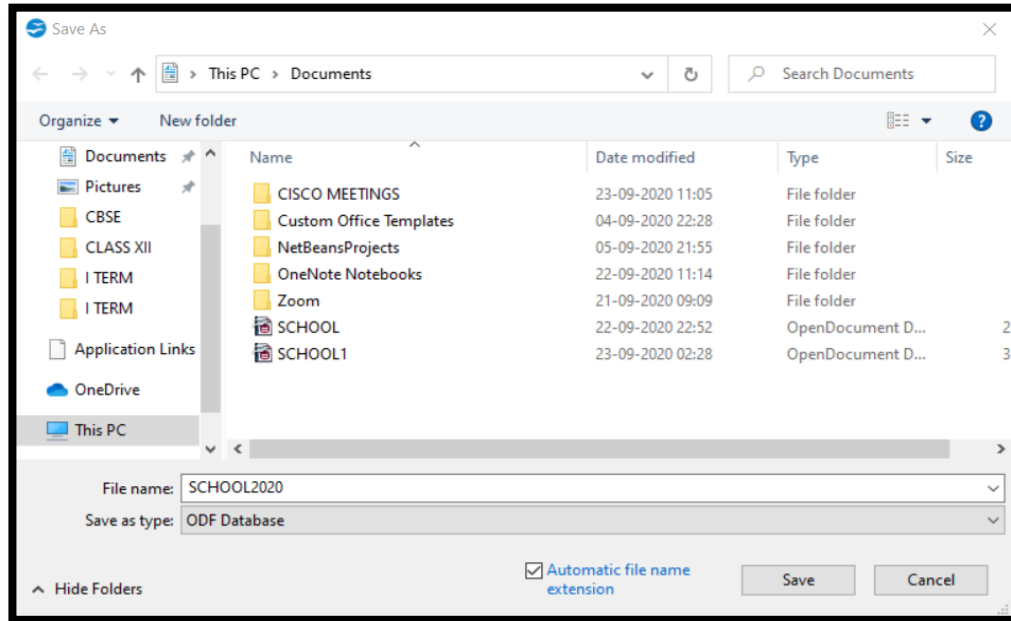 Save As
This PC > Documents
Search Documents
Organize
New folder
Documents
Pictures
CBSE
CLASS XII
I TERM
I TERM
Application Links
OneDrive
This PC
Name Date modified Type Size
CISCO MEETINGS 23-09-2020 11:05 File folder
Custom Office Templates 04-09-2020 22:28 File folder
NetBeansProjects 05-09-2020 21:55 File folder
OneNote Notebooks 22-09-2020 11:14 File folder
Zoom 21-09-2020 09:09 File folder
SCHOOL 22-09-2020 22:52 OpenDocument D... 2
SCHOOL1 23-09-2020 02:28 OpenDocument D... 3
File name: SCHOOL2020
Save as type: ODF Database
Hide Folders
Automatic file name
extension
Save
Cancel